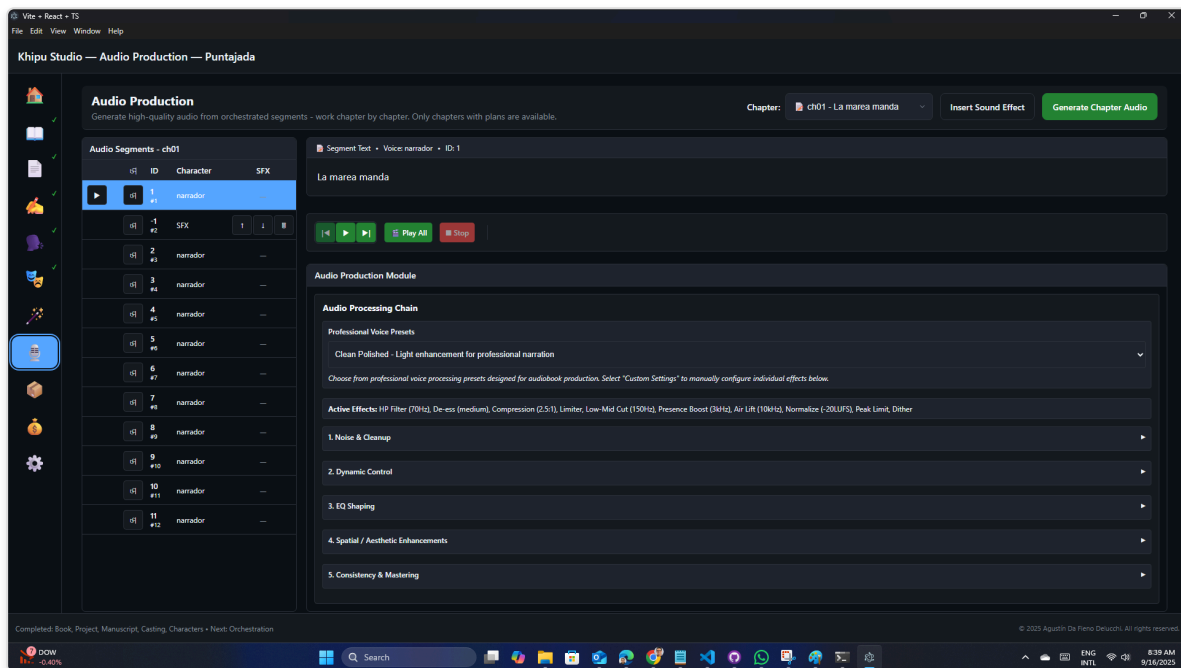 Vite + React + TS
File Edit View Window Help
Khipu Studio — Audio Production — Puntajada
Audio Production
Generate high-quality audio from orchestrated segments - work chapter by chapter. Only chapters with plans are available.
Chapter: ch01 - La marea manda
Insert Sound Effect
Generate Chapter Audio
Audio Segments - ch01
ID Character SFX
1 narrador
#1
-1 SFX ↑ ↓
#2
2 narrador —
#3
3 narrador —
#4
4 narrador —
#5
5 narrador —
#6
6 narrador —
#7
7 narrador —
#8
8 narrador —
#9
9 narrador —
#10
10 narrador —
#11
11 narrador —
#12
Segment Text • Voice: narrador • ID: 1
La marea manda
Play All
Stop
Audio Production Module
Audio Processing Chain
Professional Voice Presets
Clean Polished - Light enhancement for professional narration
Choose from professional voice processing presets designed for audiobook production. Select "Custom Settings" to manually configure individual effects below.
Active Effects: HP Filter (70Hz), De-ess (medium), Compression (2.5:1), Limiter, Low-Mid Cut (150Hz), Presence Boost (3kHz), Air Lift (10kHz), Normalize (-20LUFS), Peak Limit, Dither
1. Noise & Cleanup
2. Dynamic Control
3. EQ Shaping
4. Spatial / Aesthetic Enhancements
5. Consistency & Mastering
Completed: Book, Project, Manuscript, Casting, Characters • Next: Orchestration
© 2025 Agustín Da Fieno Delucchi. All rights reserved.
7
DOW
-0.40%
Search
ENG
INTL
8:39 AM
9/16/2025